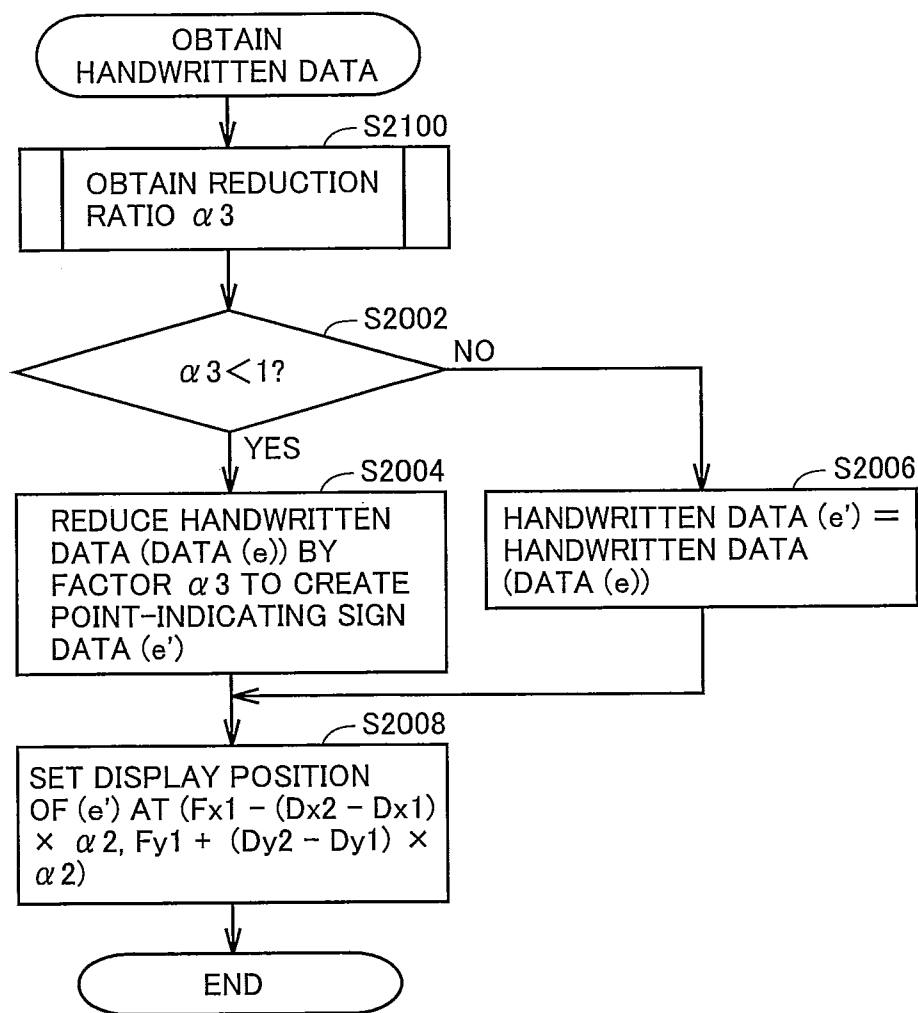 OBTAIN
HANDWRITTEN DATA
S2100
OBTAIN REDUCTION
RATIO α3
S2002
α3<1?
NO
YES
S2004
REDUCE HANDWRITTEN
DATA (DATA (e)) BY
FACTOR α3 TO CREATE
POINT-INDICATING SIGN
DATA (e')
S2006
HANDWRITTEN DATA (e') =
HANDWRITTEN DATA
(DATA (e))
S2008
SET DISPLAY POSITION
OF (e') AT (Fx1 - (Dx2 - Dx1)
× α2, Fy1 + (Dy2 - Dy1) ×
α2)
END